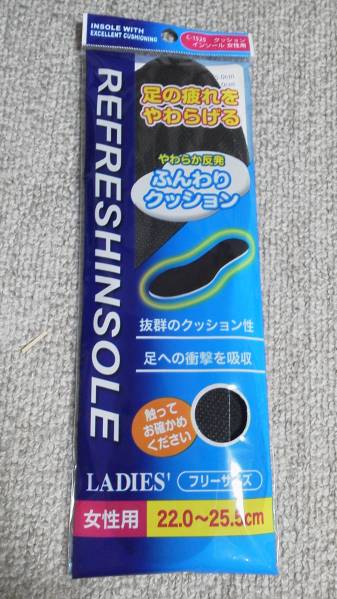 INSOLE WITH
EXCELLENT CUSHIONING
C-1525 クッション
インソール 女性用
REFRESHINSOLE
足の疲れを
やわらげる
やわらか反発
ふんわり
クッション
抜群のクッション性
足への衝撃を吸収
触って
お確かめ
ください
LADIES'
フリーサイズ
女性用
22.0〜25.5cm